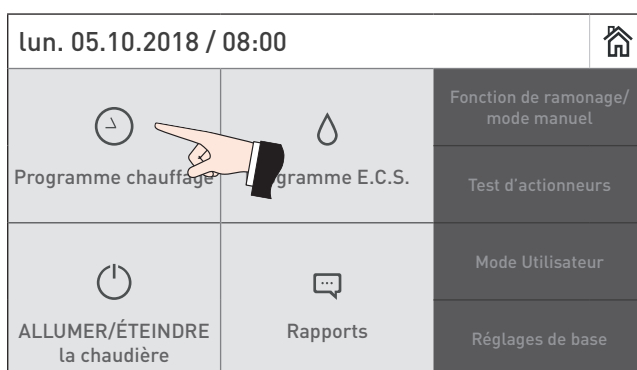 lun. 05.10.2018 / 08:00
Programme chauffage
gramme E.C.S.
Fonction de ramonage/
mode manuel
Test d'actionneurs
ALLUMER/ÉTEINDRE
la chaudière
Rapports
Mode Utilisateur
Réglages de base